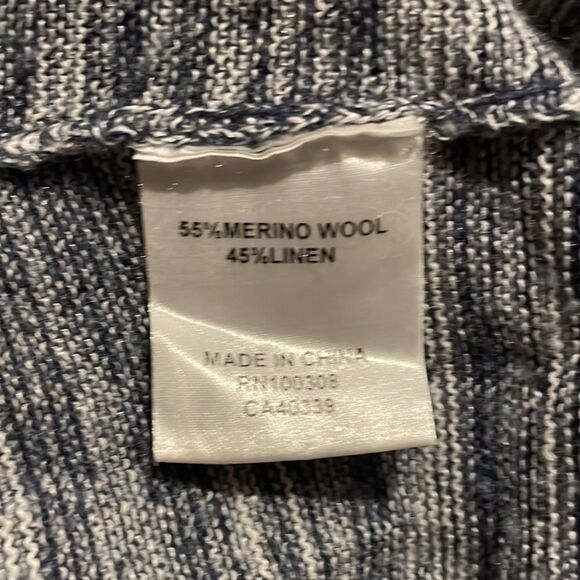 55%MERINO WOOL
45%LINEN
MADE IN CHINA
RN100308
CA40339